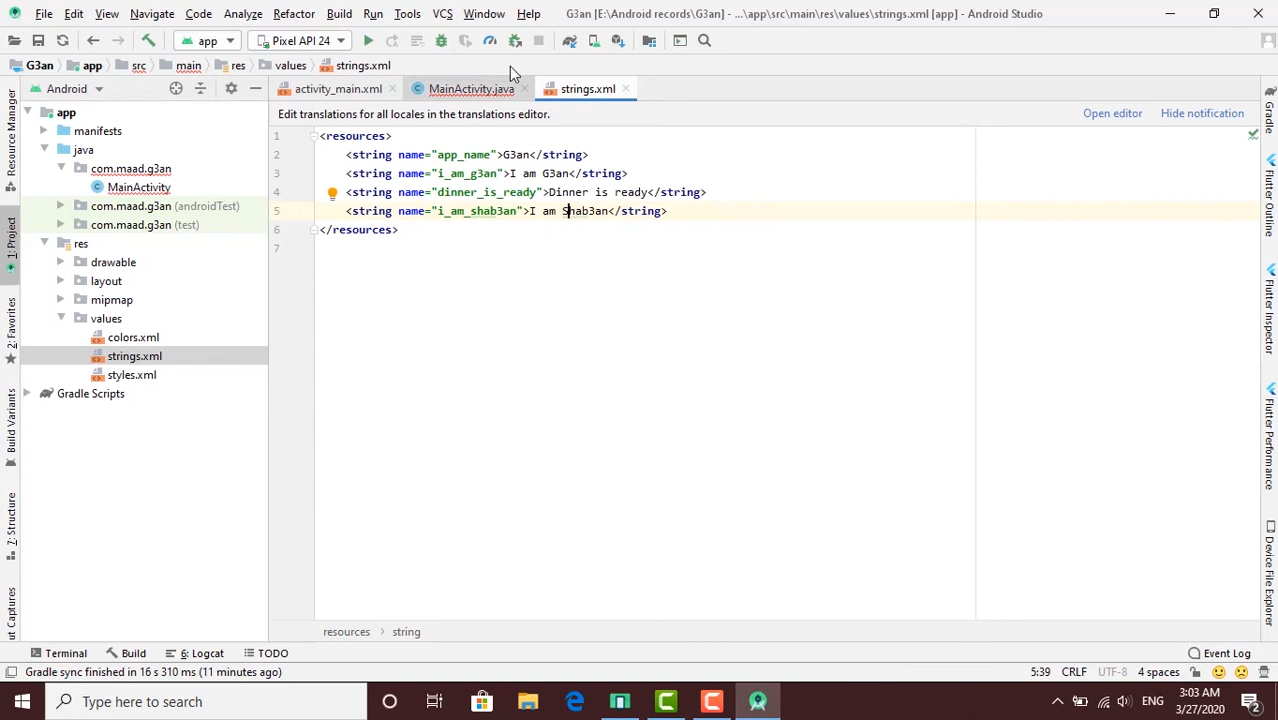 File Edit View Navigate Code Analyze Refactor Build Run Tools VCS Window Help G3an [E:\Android records\G3an] - ...\app\src\main\res\values\strings.xml [app] - Android Studio
app Pixel API 24
G3an app src main res values strings.xml
Android activity_main.xml MainActivity.java strings.xml
Edit translations for all locales in the translations editor. Open editor Hide notification
app
manifests
java
com.maad.g3an
MainActivity
com.maad.g3an (androidTest)
com.maad.g3an (test)
res
drawable
layout
mipmap
values
colors.xml
strings.xml
styles.xml
Gradle Scripts
1 <resources>
2 <string name="app_name">G3an</string>
3 <string name="i_am_g3an">I am G3an</string>
4 <string name="dinner_is_ready">Dinner is ready</string>
5 <string name="i_am_shab3an">I am Shab3an</string>
6 </resources>
7
Resource Manager
1: Project
2: Favorites
Build Variants
7: Structure
ut Captures
Gradle
Flutter Outline
Flutter Inspector
Flutter Performance
Device File Explorer
resources › string
Terminal Build 6: Logcat TODO Event Log
Gradle sync finished in 16 s 310 ms (11 minutes ago) 5:39 CRLF UTF-8 4 spaces
Type here to search ENG 3:03 AM
3/27/2020 2